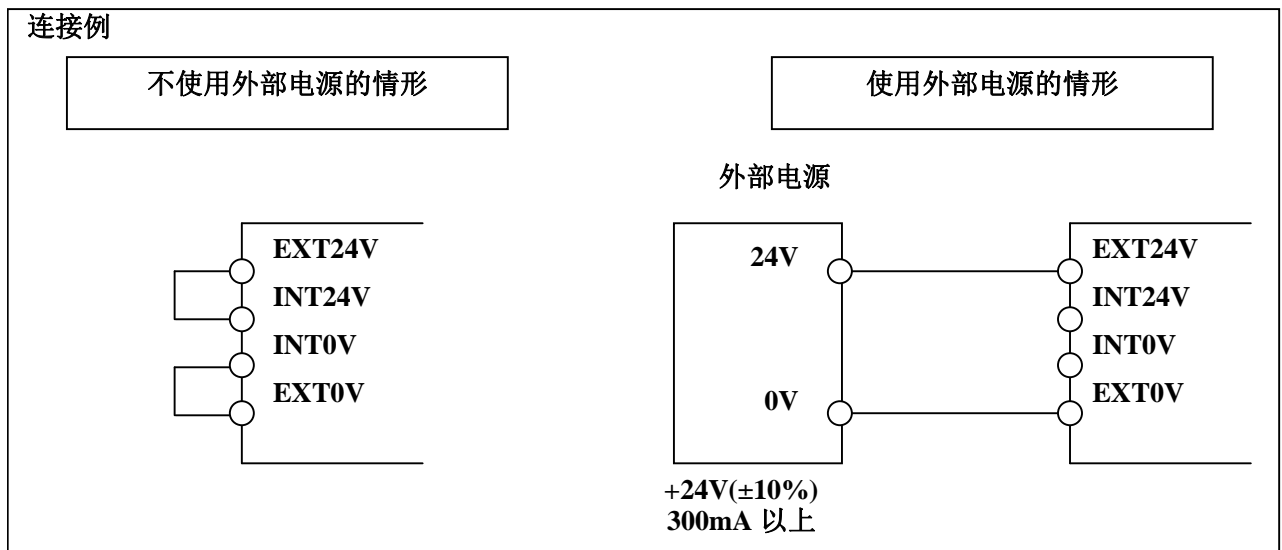 连接例
不使用外部电源的情形
使用外部电源的情形
外部电源
EXT24V
INT24V
INT0V
EXT0V
24V
0V
EXT24V
INT24V
INT0V
EXT0V
+24V(±10%)
300mA 以上